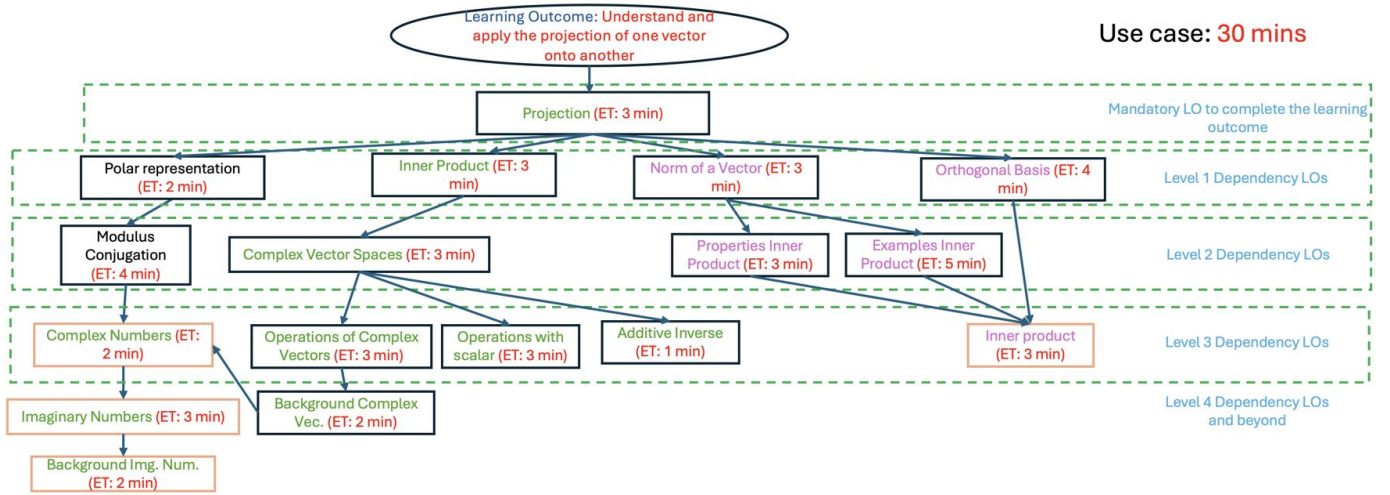 Learning Outcome: Understand and
apply the projection of one vector
onto another
Use case: 30 mins
Projection (ET: 3 min)
Mandatory LO to complete the learning
outcome
Polar representation
(ET: 2 min)
Inner Product (ET: 3
min)
Norm of a Vector (ET: 3
min)
Orthogonal Basis (ET: 4
min)
Level 1 Dependency LOs
Modulus
Conjugation
(ET: 4 min)
Complex Vector Spaces (ET: 3 min)
Properties Inner
Product (ET: 3 min)
Examples Inner
Product (ET: 5 min)
Level 2 Dependency LOs
Complex Numbers (ET:
2 min)
Operations of Complex
Vectors (ET: 3 min)
Operations with
scalar (ET: 3 min)
Additive Inverse
(ET: 1 min)
Inner product
(ET: 3 min)
Level 3 Dependency LOs
Imaginary Numbers (ET: 3 min)
Background Complex
Vec. (ET: 2 min)
Level 4 Dependency LOs
and beyond
Background Img. Num.
(ET: 2 min)